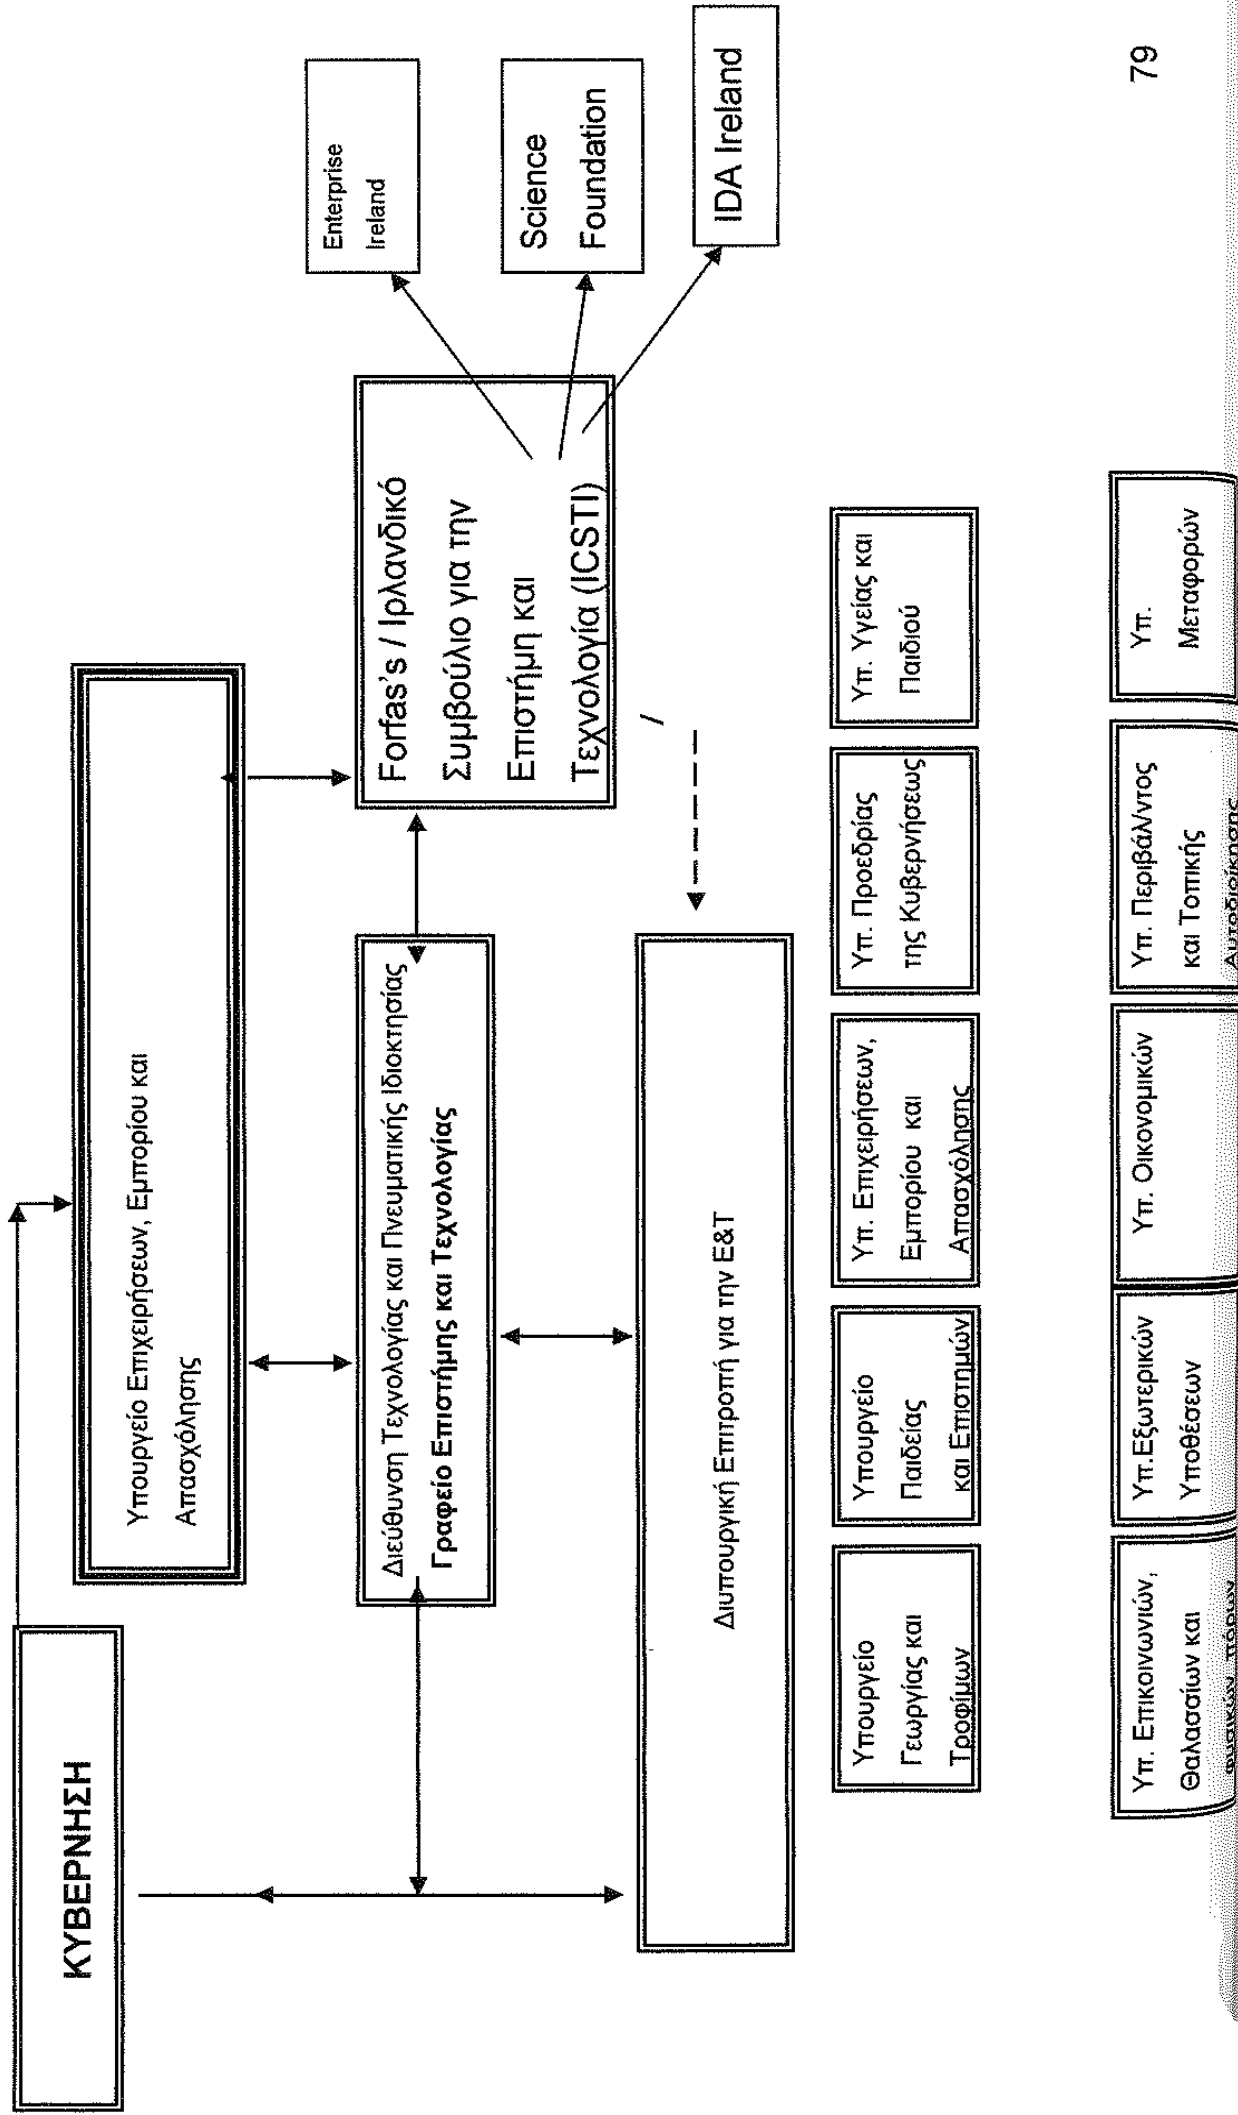 ΚΥΒΕΡΝΗΣΗ
Υπουργείο Επιχειρήσεων, Εμπορίου και
Απασχόλησης
Διεύθυνση Τεχνολογίας και Πνευματικής Ιδιοκτησίας
Γραφείο Επιστήμης και Τεχνολογίας
Forfas's / Ιρλανδικό
Συμβούλιο για την
Επιστήμη και
Τεχνολογία (ICSTI)
/
Enterprise
Ireland
Science
Foundation
IDA Ireland
Διυπουργική Επιτροπή για την Ε&Τ
Υπουργείο
Γεωργίας και
Τροφίμων
Υπουργείο
Παιδείας
και Επιστημών
Υπ. Επιχειρήσεων,
Εμπορίου και
Απασχόλησης
Υπ. Προεδρίας
της Κυβερνήσεως
Υπ. Υγείας και
Παιδιού
Υπ. Επικοινωνιών,
Θαλασσίων και
φυσικών πόρων
Υπ.Εξωτερικών
Υποθέσεων
Υπ. Οικονομικών
Υπ. Περιβάλ/ντος
και Τοπικής
Αυτοδιοίκησης
Υπ.
Μεταφορών
79